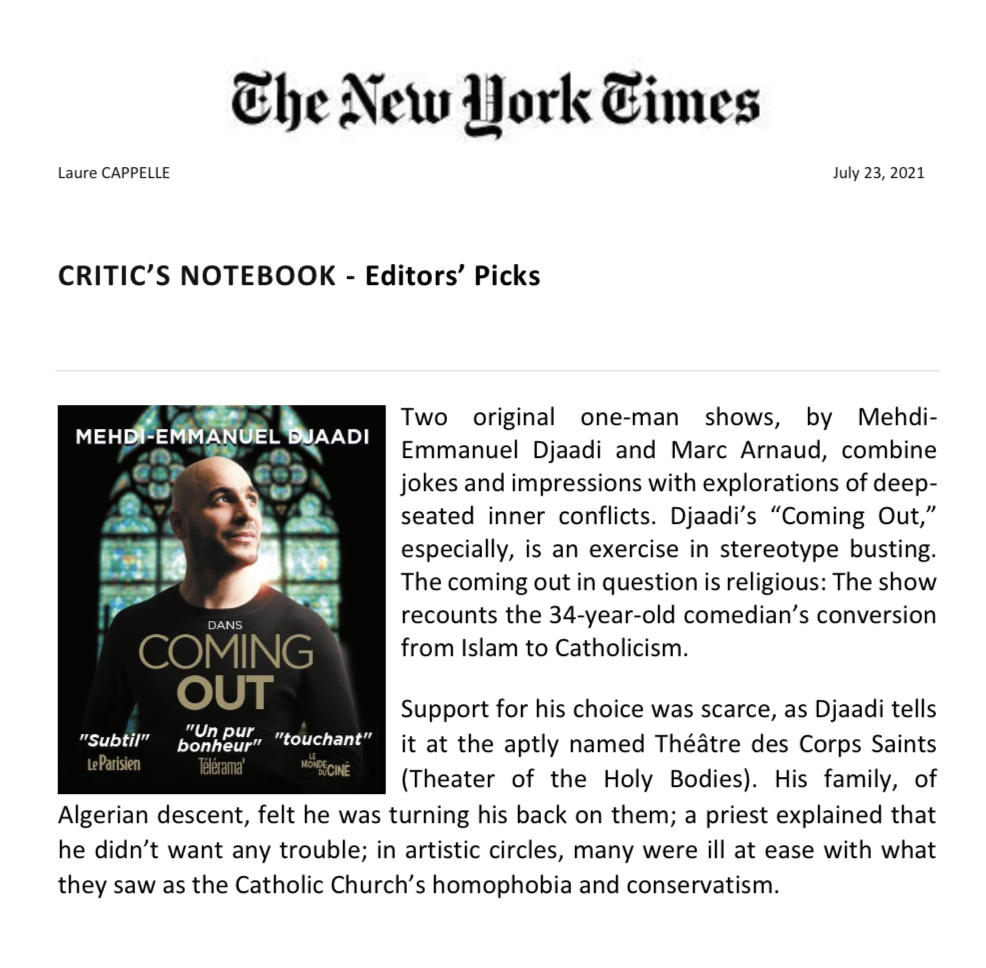 The New York Times
Laure CAPPELLE
July 23, 2021
CRITIC’S NOTEBOOK - Editors’ Picks
MEHDI-EMMANUEL DJAADI
DANS
COMING
OUT
"Subtil"
Le Parisien
"Un pur
bonheur"
Télérama'
"touchant"
LE
MONDE
DU CINÉ
Two original one-man shows, by Mehdi-
Emmanuel Djaadi and Marc Arnaud, combine
jokes and impressions with explorations of deep-
seated inner conflicts. Djaadi’s “Coming Out,”
especially, is an exercise in stereotype busting.
The coming out in question is religious: The show
recounts the 34-year-old comedian’s conversion
from Islam to Catholicism.
Support for his choice was scarce, as Djaadi tells
it at the aptly named Théâtre des Corps Saints
(Theater of the Holy Bodies). His family, of
Algerian descent, felt he was turning his back on them; a priest explained that
he didn’t want any trouble; in artistic circles, many were ill at ease with what
they saw as the Catholic Church’s homophobia and conservatism.